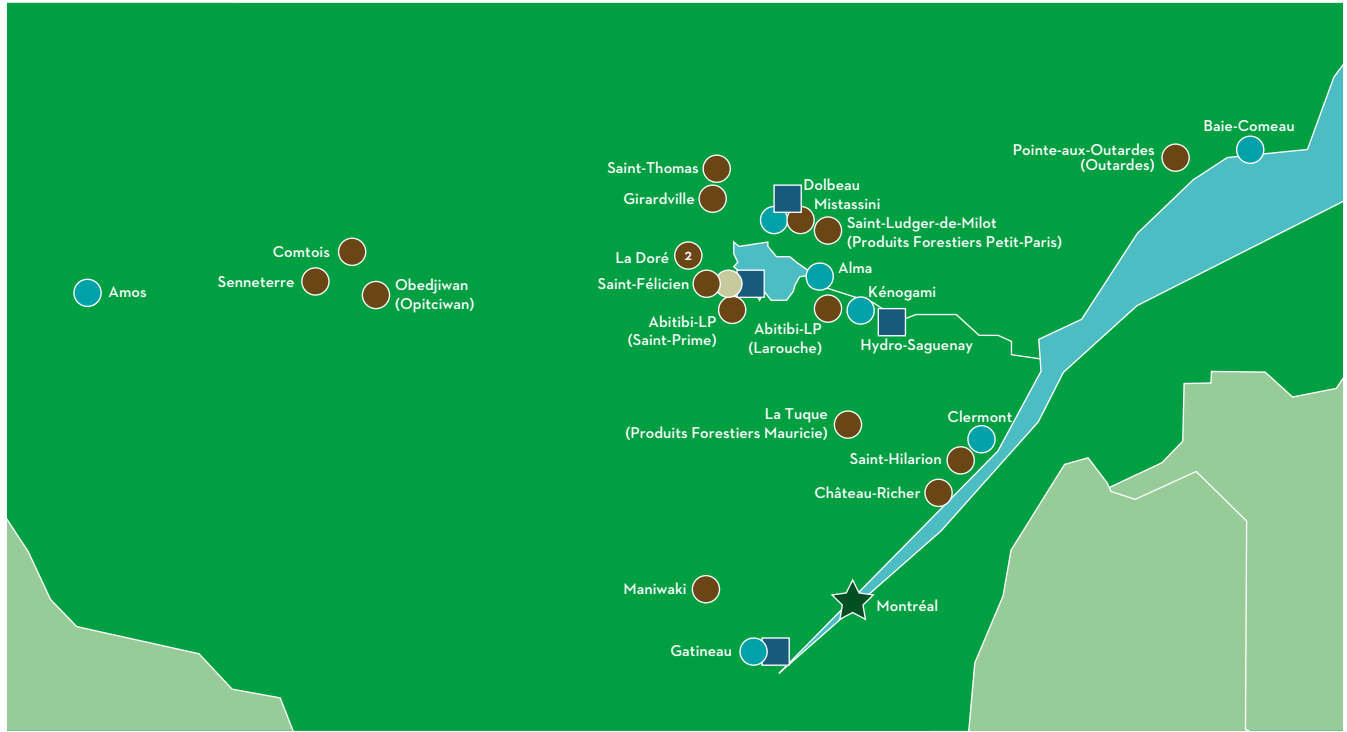 Baie-Comeau
Pointe-aux-Outardes
(Outardes)
Saint-Thomas
Girardville
Dolbeau
Mistassini
Saint-Ludger-de-Milot
(Produits Forestiers Petit-Paris)
La Doré
2
Saint-Félicien
Abitibi-LP
(Saint-Prime)
Alma
Kénogami
Abitibi-LP
(Larouche)
Hydro-Saguenay
Comtois
Senneterre
Obedjiwan
(Opitciwan)
Amos
La Tuque
(Produits Forestiers Mauricie)
Clermont
Saint-Hilarion
Château-Richer
Maniwaki
Montréal
Gatineau